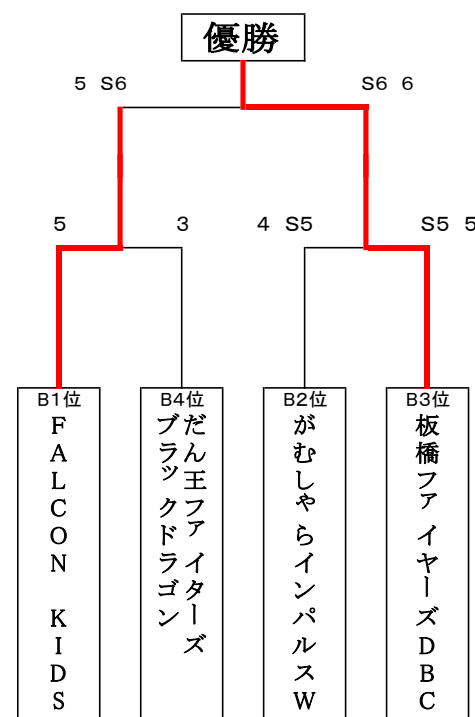 優勝
5 S6
S6 6
5
3
4 S5
S5 5
B1位
FALCON KIDS
B4位
だん王ファイターズ
ブラックドラゴン
B2位
がむしゃらインパルスW
B3位
板橋ファイヤーズDBC